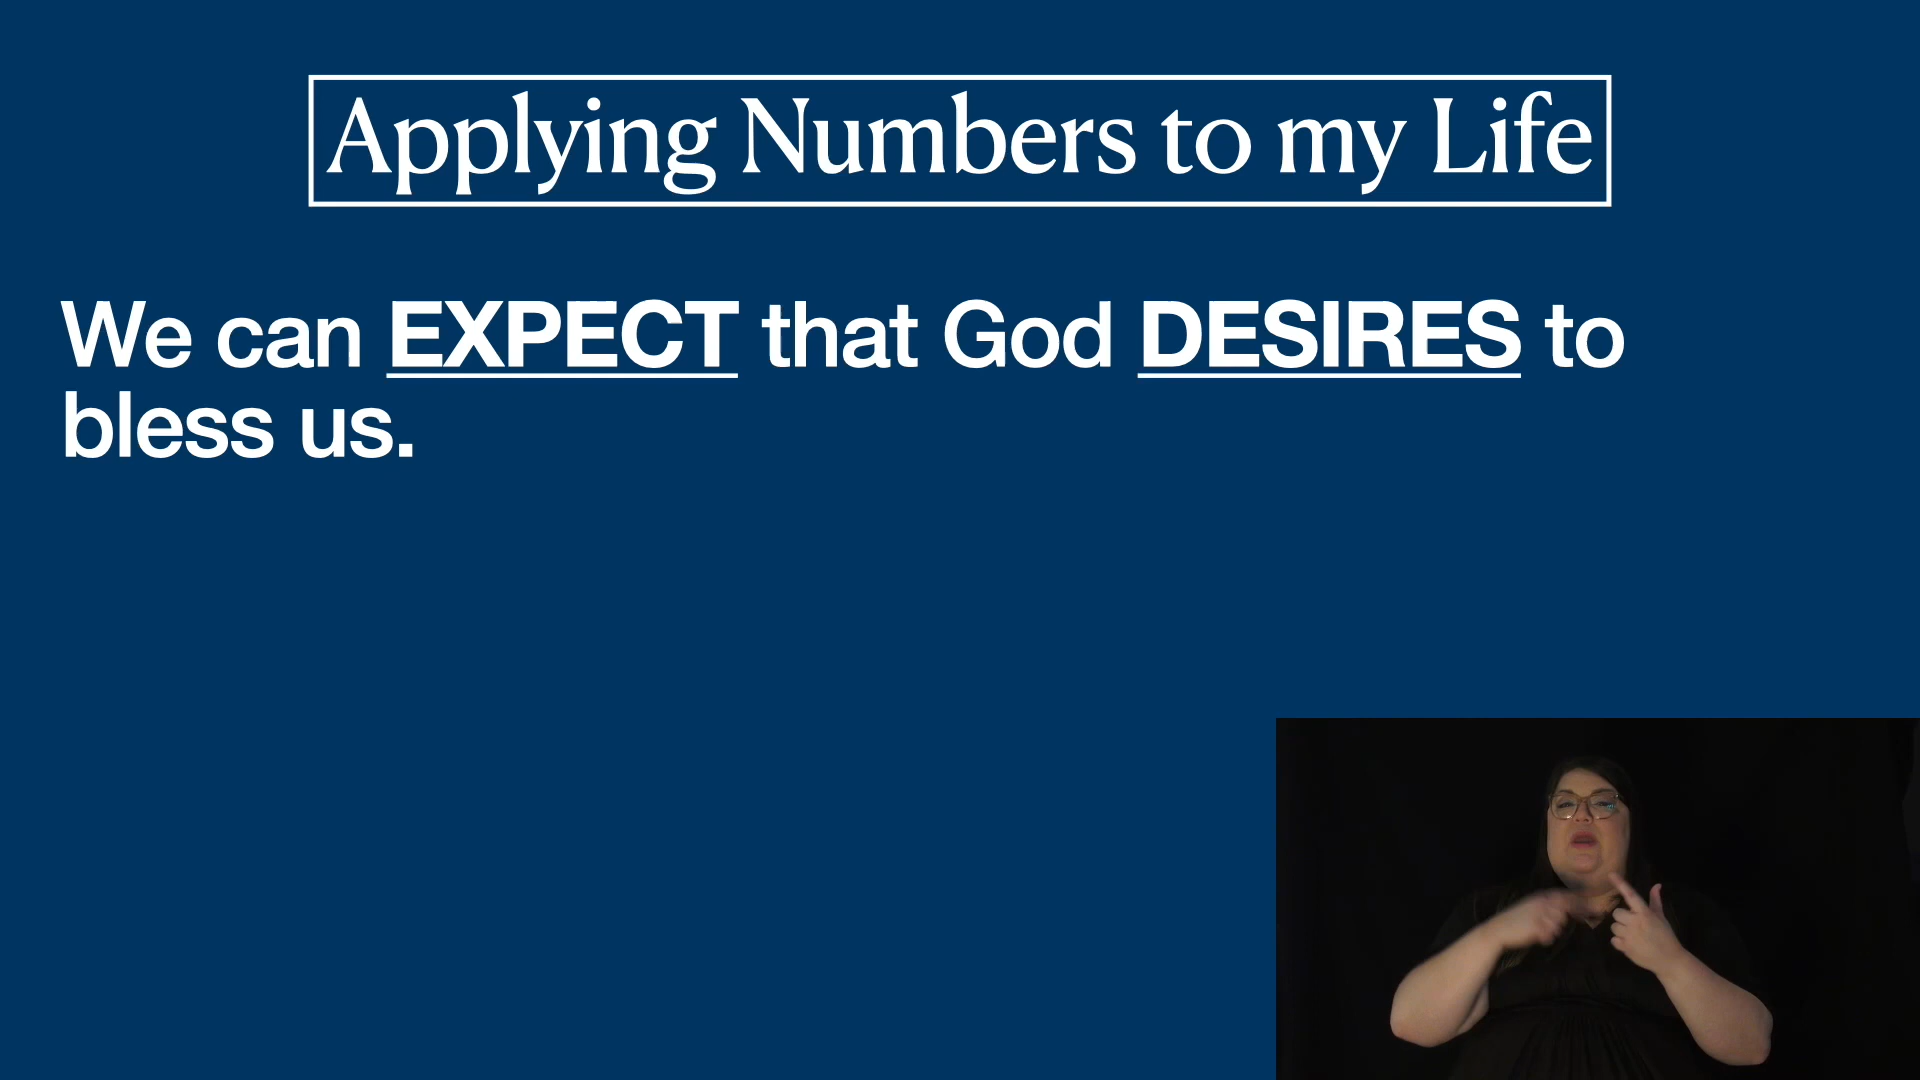 Applying Numbers to my Life
We can EXPECT that God DESIRES to
bless us.